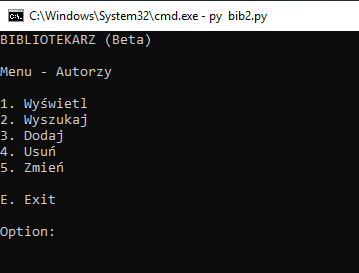 C:\Windows\System32\cmd.exe - py bib2.py
BIBLIOTEKARZ (Beta)
Menu - Autorzy
1. Wyświetl
2. Wyszukaj
3. Dodaj
4. Usuń
5. Zmień
E. Exit
Option: